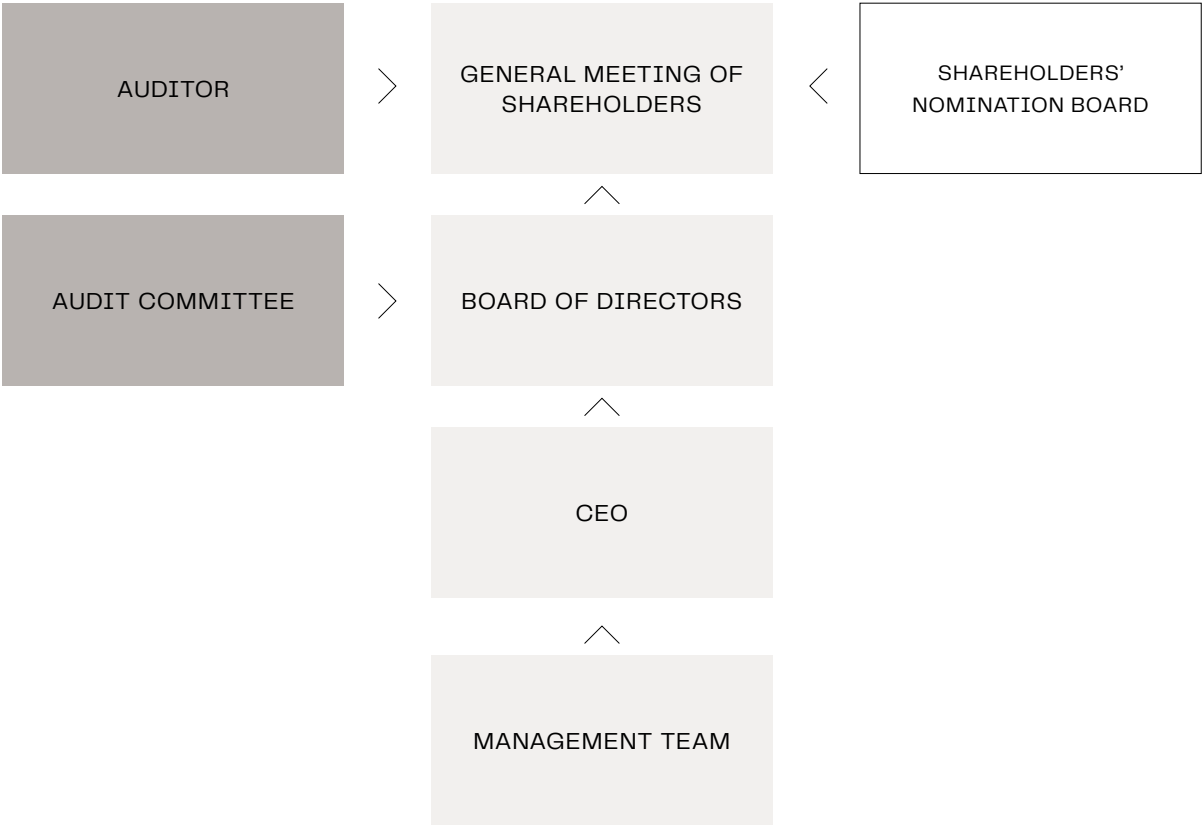 AUDITOR
GENERAL MEETING OF
SHAREHOLDERS
SHAREHOLDERS’
NOMINATION BOARD
AUDIT COMMITTEE
BOARD OF DIRECTORS
CEO
MANAGEMENT TEAM